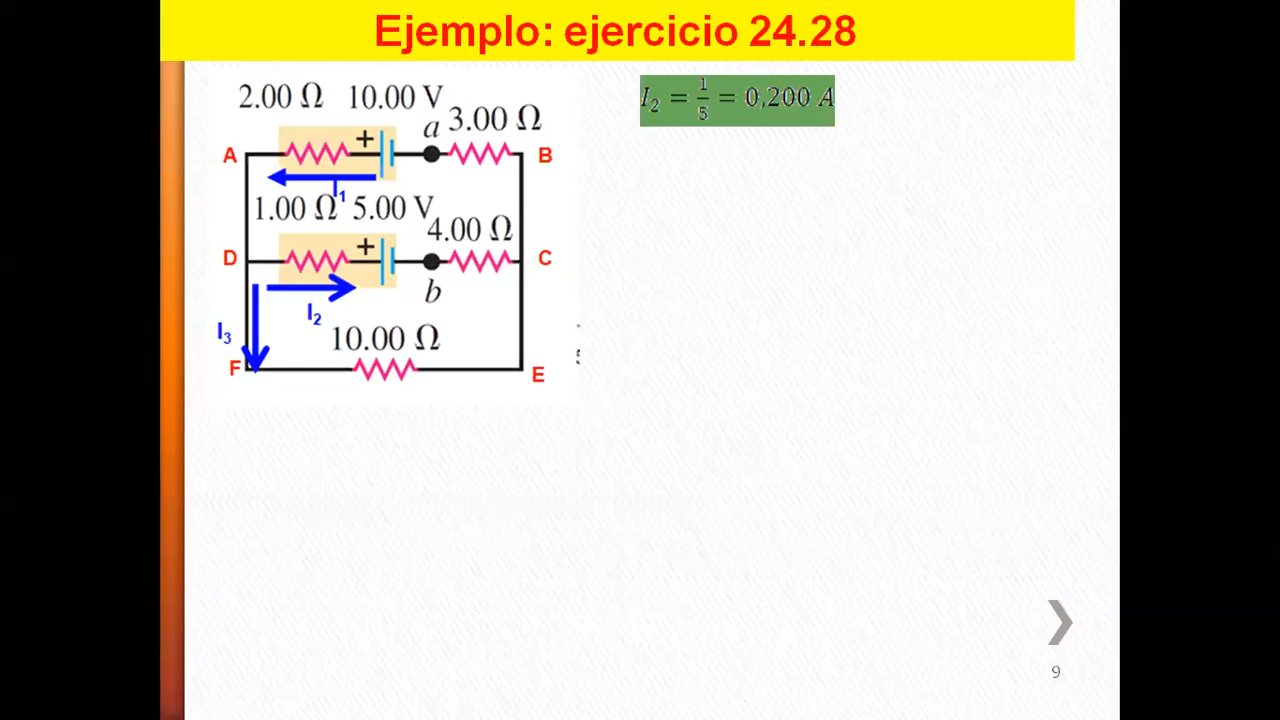 Ejemplo: ejercicio 24.28
2.00 Ω 10.00 V
a 3.00 Ω
+
A
B
I1
1.00 Ω 5.00 V
4.00 Ω
+
D
C
b
I2
I3
10.00 Ω
F
E
I2 = 1/5 = 0,200 A
9